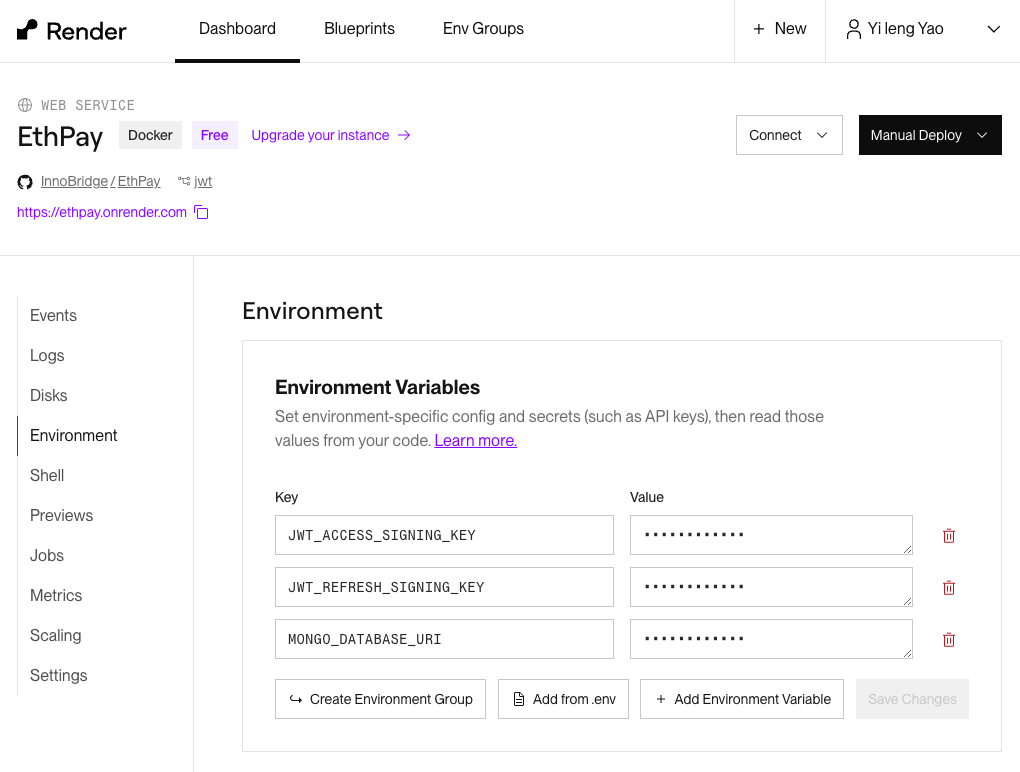 Render
Dashboard
Blueprints
Env Groups
+ New
Yi leng Yao
WEB SERVICE
EthPay
Docker
Free
Upgrade your instance →
Connect
Manual Deploy
InnoBridge / EthPay
jwt
https://ethpay.onrender.com
Events
Logs
Disks
Environment
Shell
Previews
Jobs
Metrics
Scaling
Settings
Environment
Environment Variables
Set environment-specific config and secrets (such as API keys), then read those
values from your code. Learn more.
Key Value
JWT_ACCESS_SIGNING_KEY ••••••••••••
JWT_REFRESH_SIGNING_KEY ••••••••••••
MONGO_DATABASE_URI ••••••••••••
Create Environment Group
Add from .env
+ Add Environment Variable
Save Changes